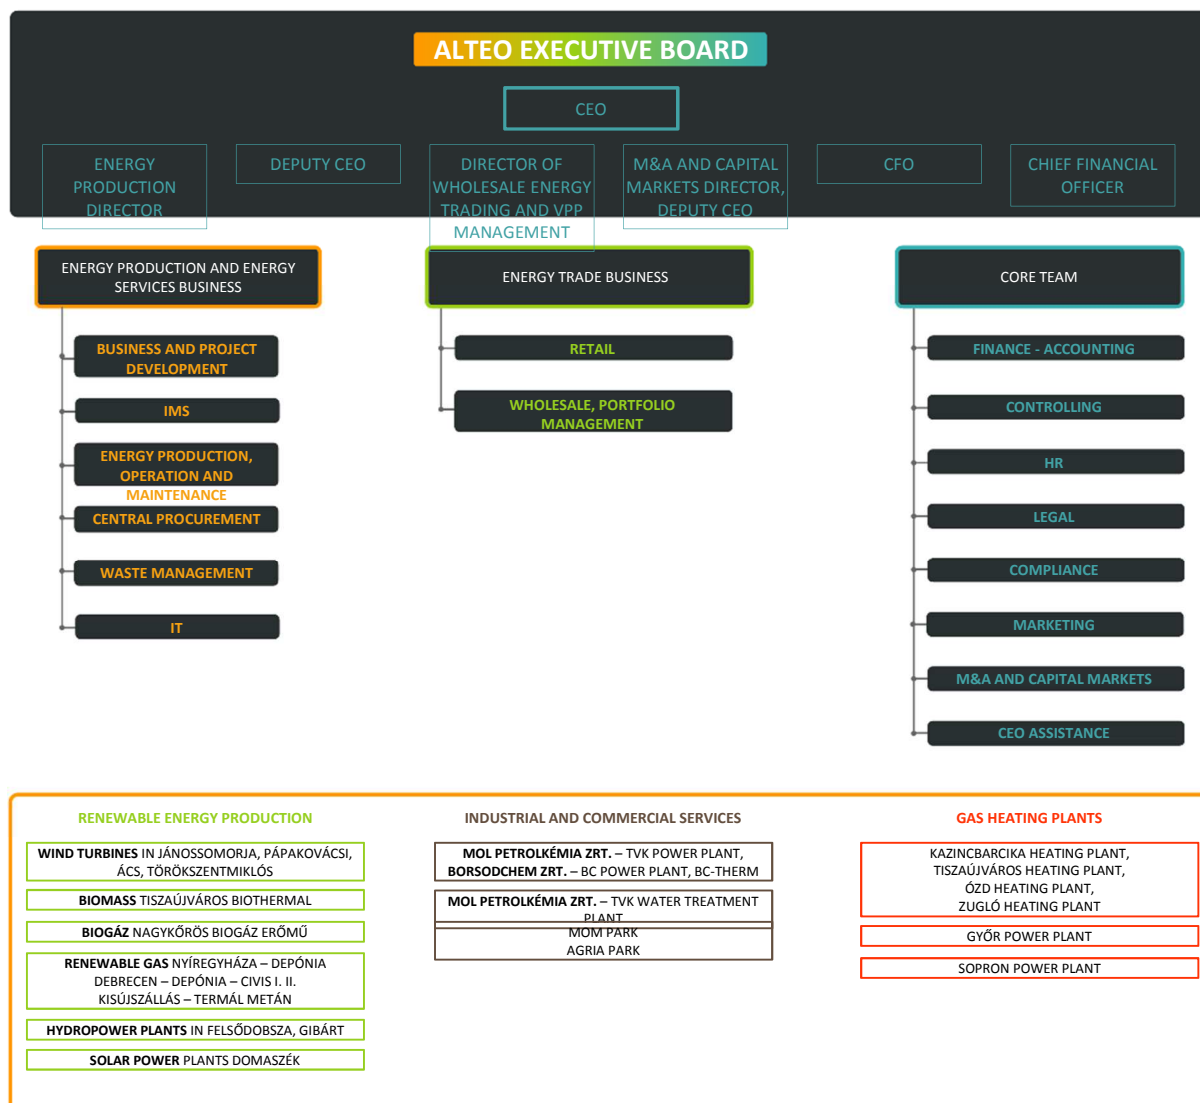 ALTEO EXECUTIVE BOARD
CEO
ENERGY
PRODUCTION
DIRECTOR
DEPUTY CEO
DIRECTOR OF
WHOLESALE ENERGY
TRADING AND VPP
MANAGEMENT
M&A AND CAPITAL
MARKETS DIRECTOR,
DEPUTY CEO
CFO
CHIEF FINANCIAL
OFFICER
ENERGY PRODUCTION AND ENERGY
SERVICES BUSINESS
BUSINESS AND PROJECT
DEVELOPMENT
IMS
ENERGY PRODUCTION,
OPERATION AND
MAINTENANCE
CENTRAL PROCUREMENT
WASTE MANAGEMENT
IT
ENERGY TRADE BUSINESS
RETAIL
WHOLESALE, PORTFOLIO
MANAGEMENT
CORE TEAM
FINANCE - ACCOUNTING
CONTROLLING
HR
LEGAL
COMPLIANCE
MARKETING
M&A AND CAPITAL MARKETS
CEO ASSISTANCE
RENEWABLE ENERGY PRODUCTION
WIND TURBINES IN JÁNOSSOMORJA, PÁPAKOVÁCSI,
ÁCS, TÖRÖKSZENTMIKLÓS
BIOMASS TISZAÚJVÁROS BIOTHERMAL
BIOGÁZ NAGYKŐRÖS BIOGÁZ ERŐMŰ
RENEWABLE GAS NYÍREGYHÁZA – DEPÓNIA
DEBRECEN – DEPÓNIA – CIVIS I. II.
KISÚJSZÁLLÁS – TERMÁL METÁN
HYDROPOWER PLANTS IN FELSŐDOBSZA, GIBÁRT
SOLAR POWER PLANTS DOMASZÉK
INDUSTRIAL AND COMMERCIAL SERVICES
MOL PETROLKÉMIA ZRT. – TVK POWER PLANT,
BORSODCHEM ZRT. – BC POWER PLANT, BC-THERM
MOL PETROLKÉMIA ZRT. – TVK WATER TREATMENT
PLANT
MOM PARK
AGRIA PARK
GAS HEATING PLANTS
KAZINCBARCIKA HEATING PLANT,
TISZAÚJVÁROS HEATING PLANT,
ÓZD HEATING PLANT,
ZUGLÓ HEATING PLANT
GYŐR POWER PLANT
SOPRON POWER PLANT